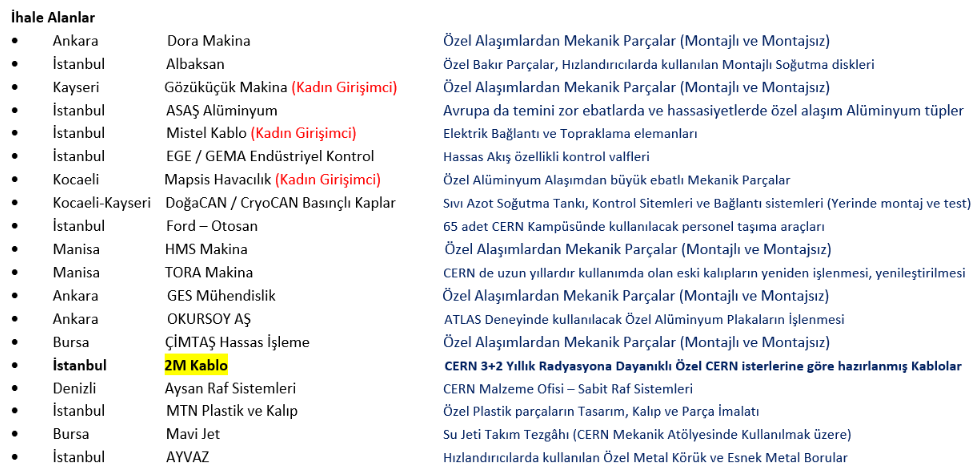 İhale Alanlar
• Ankara Dora Makina Özel Alaşımlardan Mekanik Parçalar (Montajlı ve Montajsız)
• İstanbul Albaksan Özel Bakır Parçalar, Hızlandırıcılarda kullanılan Montajlı Soğutma diskleri
• Kayseri Gözüküçük Makina (Kadın Girişimci) Özel Alaşımlardan Mekanik Parçalar (Montajlı ve Montajsız)
• İstanbul ASAŞ Alüminyum Avrupa da temini zor ebatlarda ve hassasiyetlerde özel alaşım Alüminyum tüpler
• İstanbul Mistel Kablo (Kadın Girişimci) Elektrik Bağlantı ve Topraklama elemanları
• İstanbul EGE / GEMA Endüstriyel Kontrol Hassas Akış özellikli kontrol valfleri
• Kocaeli Mapsis Havacılık (Kadın Girişimci) Özel Alüminyum Alaşımdan büyük ebatlı Mekanik Parçalar
• Kocaeli-Kayseri DoğaCAN / CryoCAN Basınçlı Kaplar Sıvı Azot Soğutma Tankı, Kontrol Sitemleri ve Bağlantı sistemleri (Yerinde montaj ve test)
• İstanbul Ford – Otosan 65 adet CERN Kampüsünde kullanılacak personel taşıma araçları
• Manisa HMS Makina Özel Alaşımlardan Mekanik Parçalar (Montajlı ve Montajsız)
• Manisa TORA Makina CERN de uzun yıllardır kullanımda olan eski kalıpların yeniden işlenmesi, yenileştirilmesi
• Ankara GES Mühendislik Özel Alaşımlardan Mekanik Parçalar (Montajlı ve Montajsız)
• Ankara OKURSOY AŞ ATLAS Deneyinde kullanılacak Özel Alüminyum Plakaların İşlenmesi
• Bursa ÇİMTAŞ Hassas İşleme Özel Alaşımlardan Mekanik Parçalar (Montajlı ve Montajsız)
• İstanbul 2M Kablo CERN 3+2 Yıllık Radyasyona Dayanıklı Özel CERN isterlerine göre hazırlanmış Kablolar
• Denizli Aysan Raf Sistemleri CERN Malzeme Ofisi – Sabit Raf Sistemleri
• İstanbul MTN Plastik ve Kalıp Özel Plastik parçaların Tasarım, Kalıp ve Parça İmalatı
• Bursa Mavi Jet Su Jeti Takım Tezgâhı (CERN Mekanik Atölyesinde Kullanılmak üzere)
• İstanbul AYVAZ Hızlandırıcılarda kullanılan Özel Metal Körük ve Esnek Metal Borular